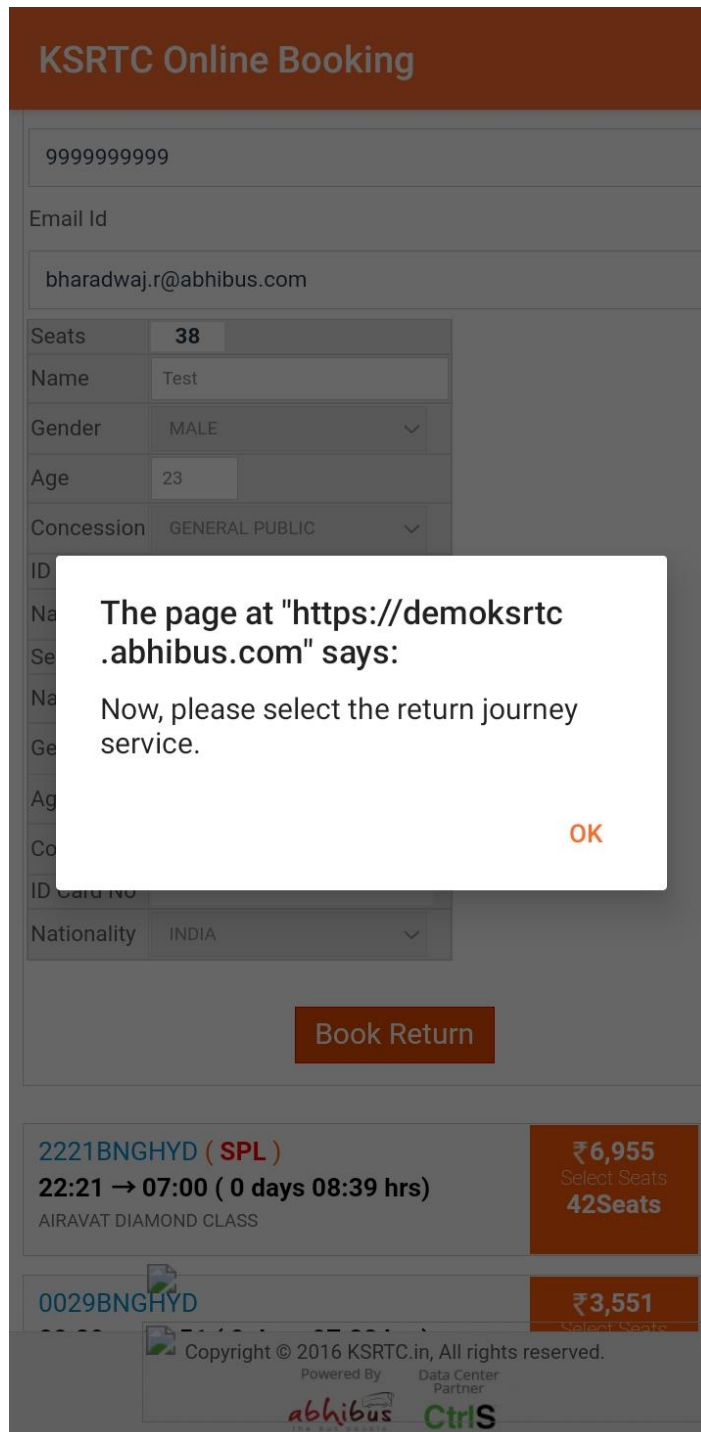 KSRTC Online Booking
9999999999
Email Id
bharadwaj.r@abhibus.com
Seats 38
Name Test
Gender MALE
Age 23
Concession GENERAL PUBLIC
ID
Na
The page at "https://demoksrtc
.abhibus.com" says:
Se
Na
Now, please select the return journey
service.
Ge
Ag
Co
OK
ID Card No
Nationality INDIA
Book Return
2221BNGHYD ( SPL )
22:21 → 07:00 ( 0 days 08:39 hrs)
AIRAVAT DIAMOND CLASS
₹6,955
Select Seats
42Seats
0029BNGHYD
₹3,551
Select Seats
Copyright © 2016 KSRTC.in, All rights reserved.
Powered By
Data Center
Partner
abhibus
the bus people
CtrlS